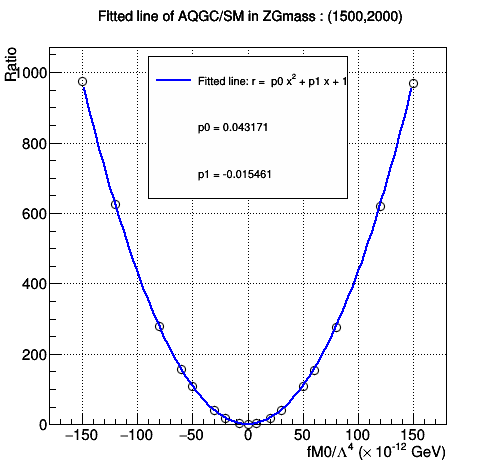 FItted line of AQGC/SM in ZGmass : (1500,2000)
Ratio
Fitted line: r = p0 x² + p1 x + 1
p0 = 0.043171
p1 = -0.015461
1000
800
600
400
200
0
−150 −100 −50 0 50 100 150
fM0/Λ⁴ (× 10⁻¹² GeV)